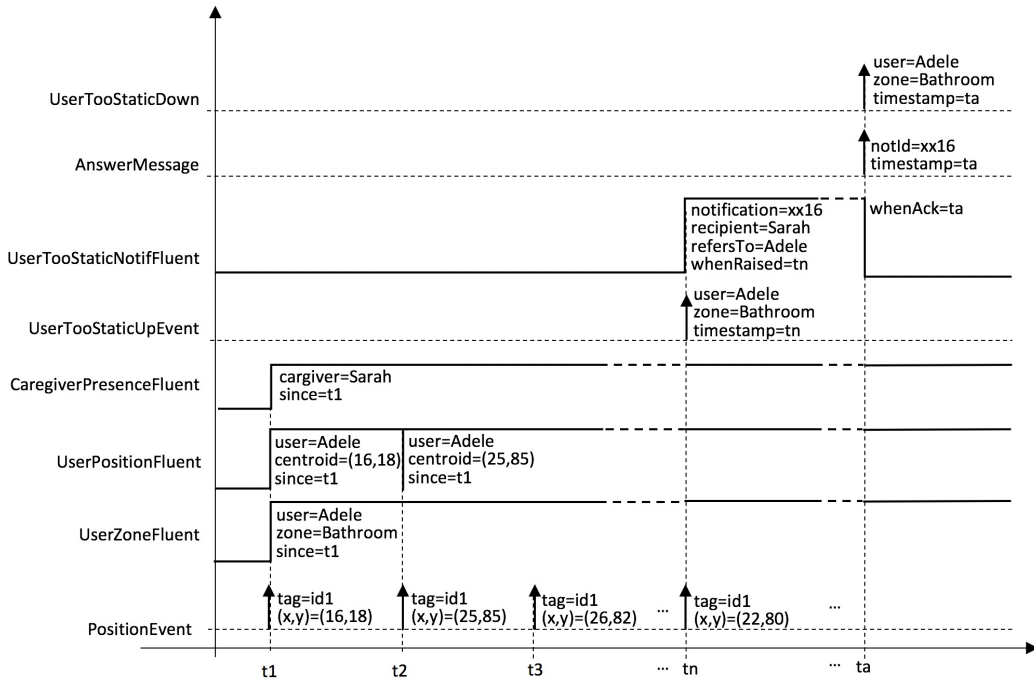 UserTooStaticDown
user=Adele
zone=Bathroom
timestamp=ta
AnswerMessage
notId=xx16
timestamp=ta
UserTooStaticNotifFluent
notification=xx16
recipient=Sarah
refersTo=Adele
whenRaised=tn
whenAck=ta
UserTooStaticUpEvent
user=Adele
zone=Bathroom
timestamp=tn
CaregiverPresenceFluent
cargiver=Sarah
since=t1
UserPositionFluent
user=Adele
centroid=(16,18)
since=t1
user=Adele
centroid=(25,85)
since=t1
UserZoneFluent
user=Adele
zone=Bathroom
since=t1
PositionEvent
tag=id1
(x,y)=(16,18)
tag=id1
(x,y)=(25,85)
tag=id1
(x,y)=(26,82)
...
tag=id1
(x,y)=(22,80)
...
t1
t2
t3
...
tn
...
ta